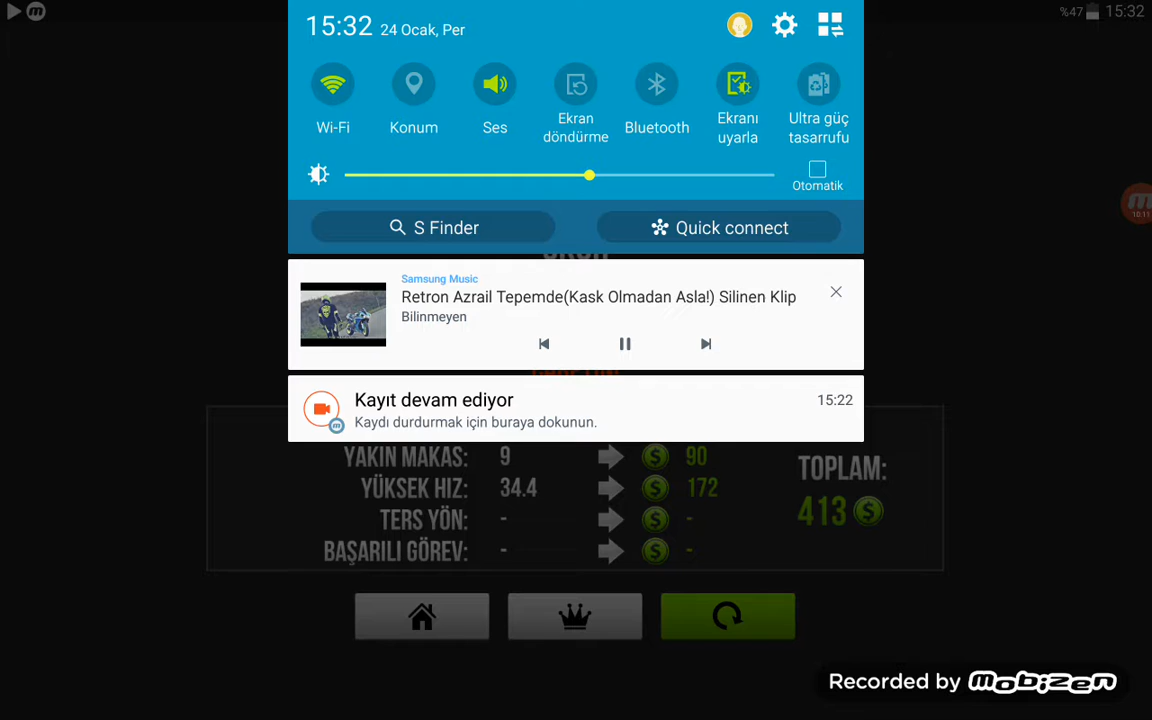 %47 15:32
15:32 24 Ocak, Per
Wi-Fi
Konum
Ses
Ekran
döndürme
Bluetooth
Ekranı
uyarla
Ultra güç
tasarrufu
Otomatik
S Finder
Quick connect
Samsung Music
Retron Azrail Tepemde(Kask Olmadan Asla!) Silinen Klip
Bilinmeyen
10:11
Kayıt devam ediyor 15:22
Kaydı durdurmak için buraya dokunun.
YAKIN MAKAS: 9 90
YÜKSEK HIZ: 34.4 172
TERS YÖN: - -
BAŞARILI GÖREV: - -
TOPLAM:
413
Recorded by mobizen